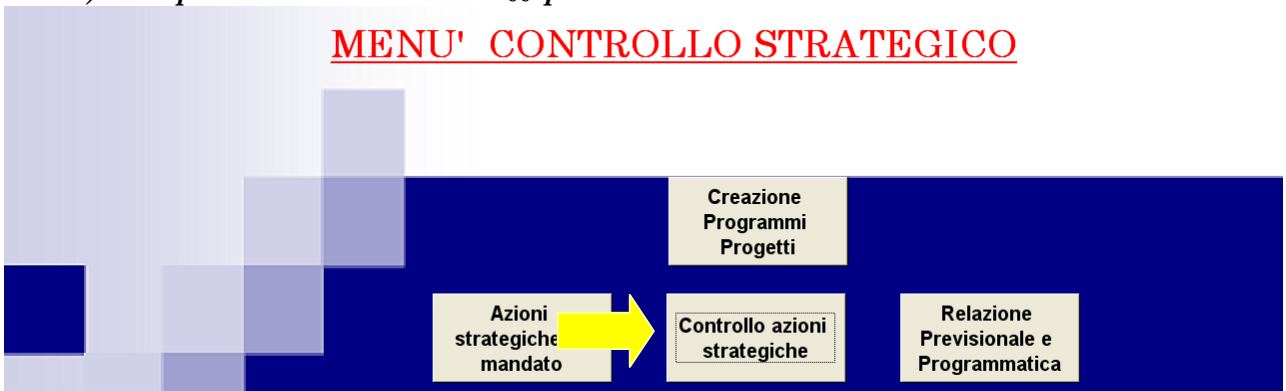 MENU' CONTROLLO STRATEGICO
Creazione
Programmi
Progetti
Azioni
strategiche
mandato
Controllo azioni
strategiche
Relazione
Previsionale e
Programmatica